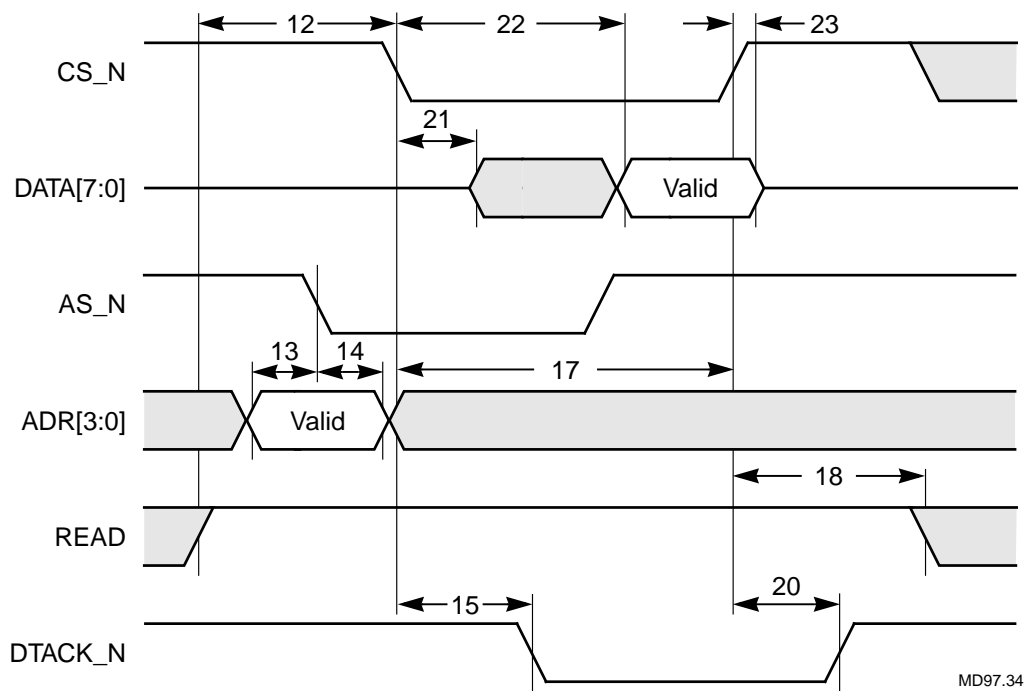 12 22 23
CS_N
21
DATA[7:0] Valid
AS_N
13 14 17
ADR[3:0] Valid
18
READ
15 20
DTACK_N
MD97.34